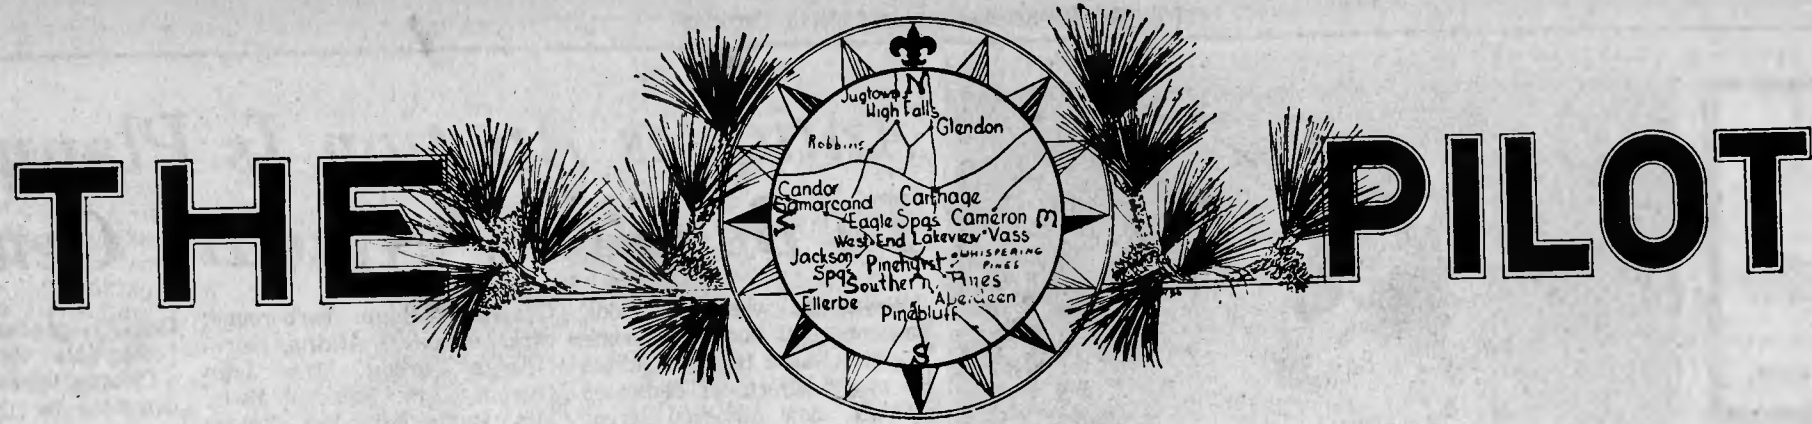 THE PILOT
N
Jugtown
High Falls
Glendon
Robbins
Candor
Samarcand
Carthage
Eagle Spgs Cameron
W
E
West End Lakeview Vass
Jackson Spgs
Pinehurst
WHISPERING PINES
Southern Pines
Ellerbe
Aberdeen
Pinebluff
S